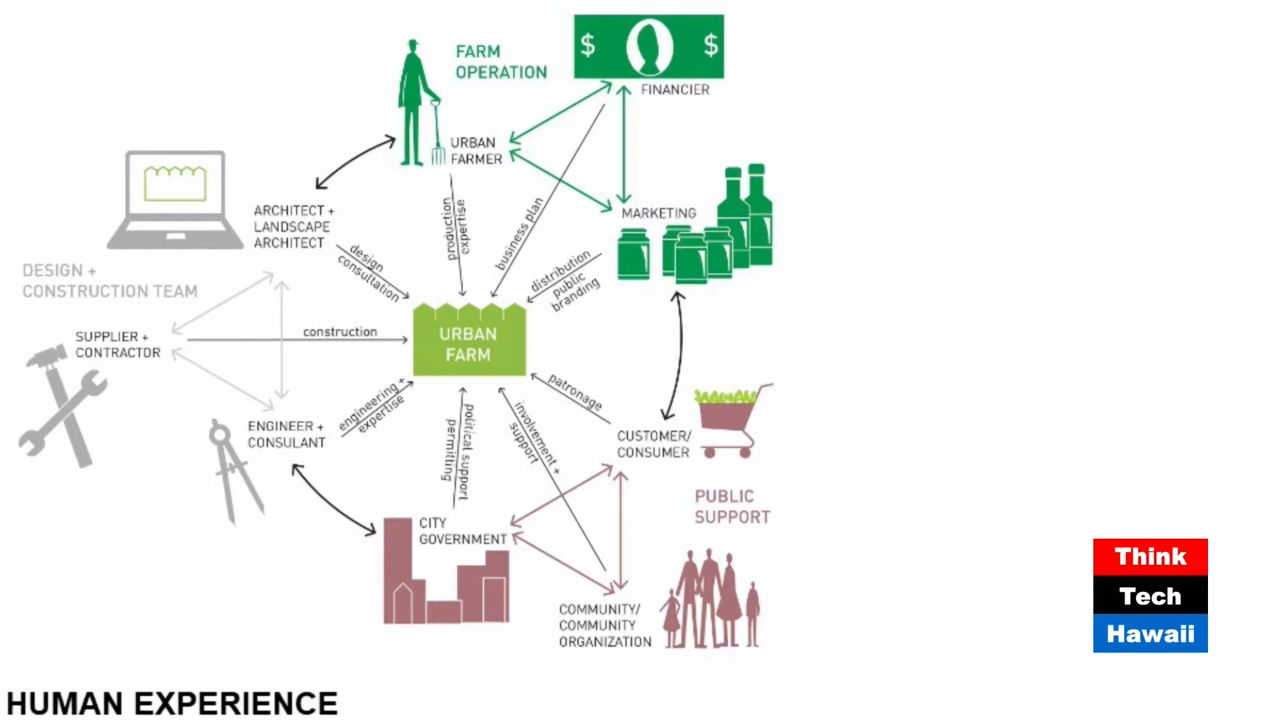 $ $
FARM
OPERATION
FINANCIER
URBAN
FARMER
ARCHITECT +
LANDSCAPE
ARCHITECT
MARKETING
production
expertise
business plan
design
consultation
distribution
public
branding
DESIGN +
CONSTRUCTION TEAM
SUPPLIER +
CONTRACTOR
construction
URBAN
FARM
engineering +
expertise
patronage
political support
permitting
involvement +
support
ENGINEER +
CONSULANT
CUSTOMER/
CONSUMER
PUBLIC
SUPPORT
CITY
GOVERNMENT
COMMUNITY/
COMMUNITY
ORGANIZATION
Think
Tech
Hawaii
HUMAN EXPERIENCE